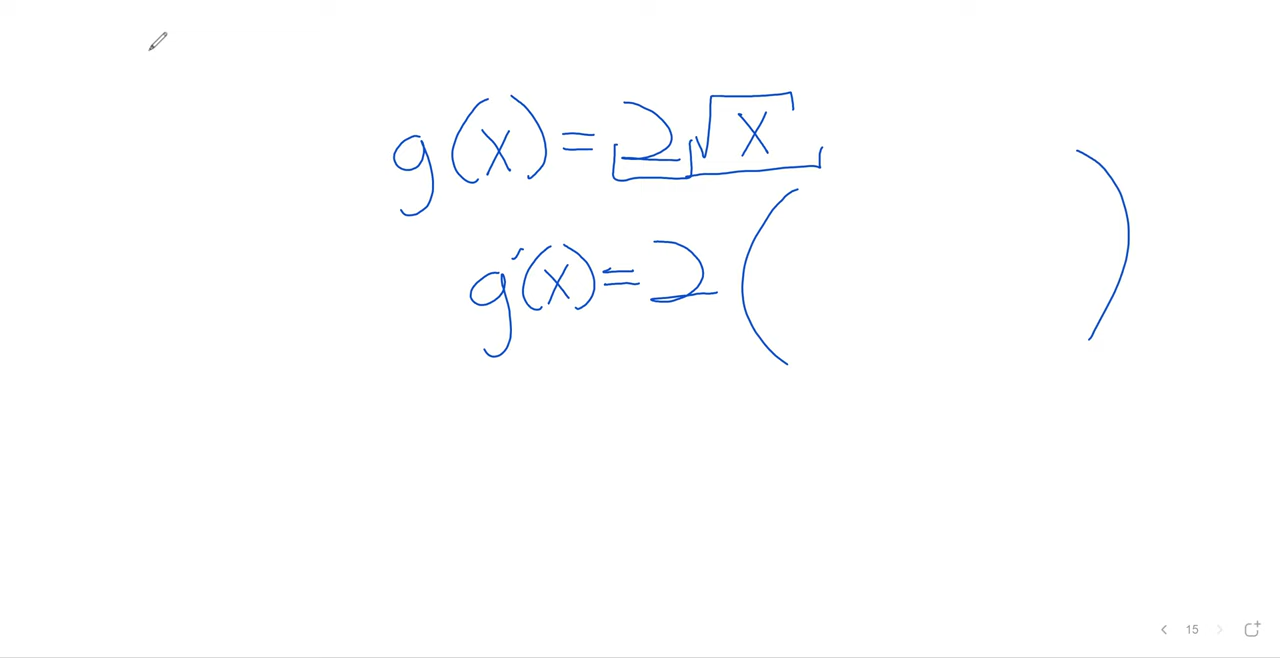 g(x) = 2√x
g'(x) = 2 (      )
15